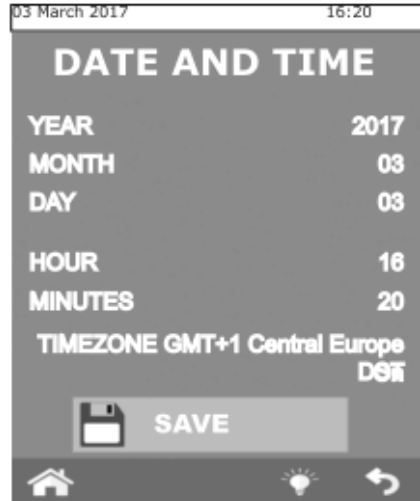 03 March 2017 16:20
DATE AND TIME
YEAR 2017
MONTH 03
DAY 03
HOUR 16
MINUTES 20
TIMEZONE GMT+1 Central Europe
SAVE